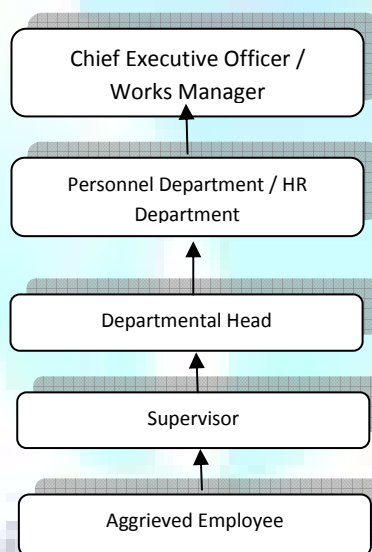 Chief Executive Officer /
Works Manager
Personnel Department / HR
Department
Departmental Head
Supervisor
Aggrieved Employee